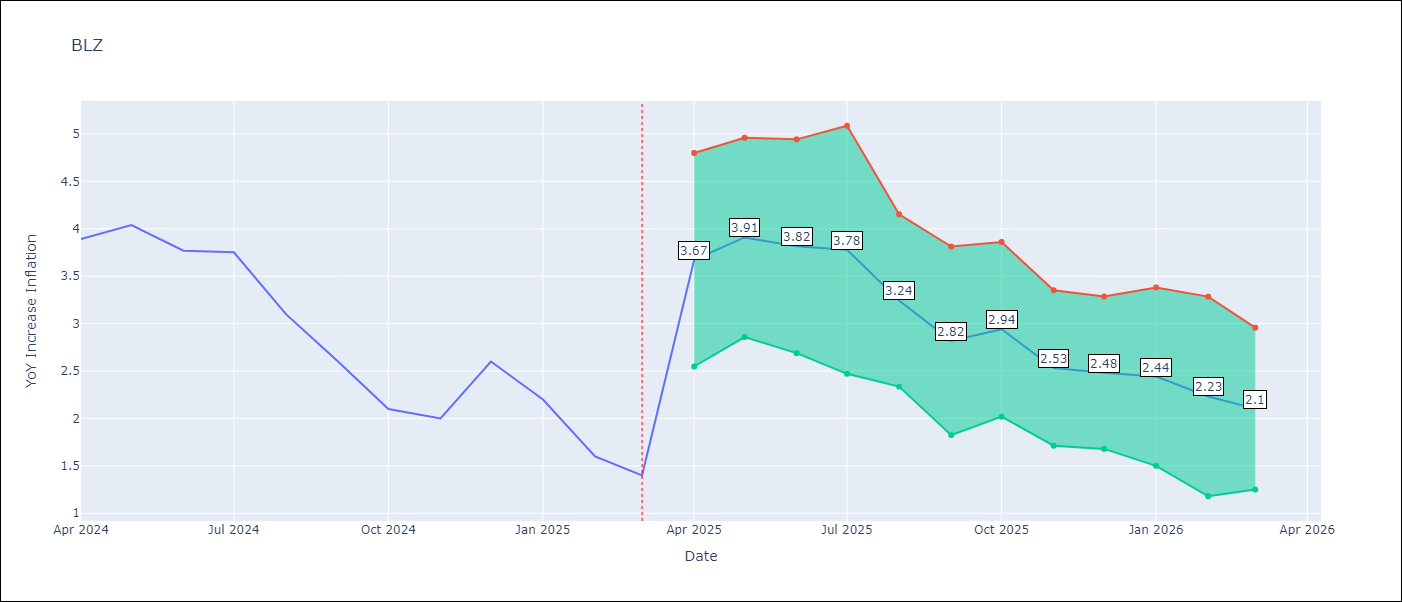 BLZ
YoY Increase Inflation
5
4.5
4
3.5
3
2.5
2
1.5
1
3.67
3.91
3.82
3.78
3.24
2.82
2.94
2.53
2.48
2.44
2.23
2.1
Apr 2024
Jul 2024
Oct 2024
Jan 2025
Apr 2025
Jul 2025
Oct 2025
Jan 2026
Apr 2026
Date